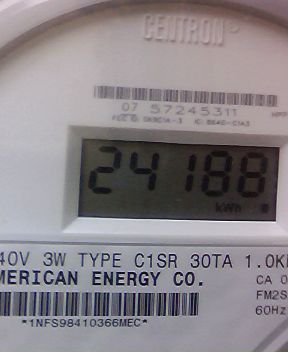 CENTRON
07 57245311
24188
kWh
40V 3W TYPE C1SR 30TA 1.0K
MERICAN ENERGY CO.
CA 0
FM2S
60Hz
*1NFS98410366MEC*